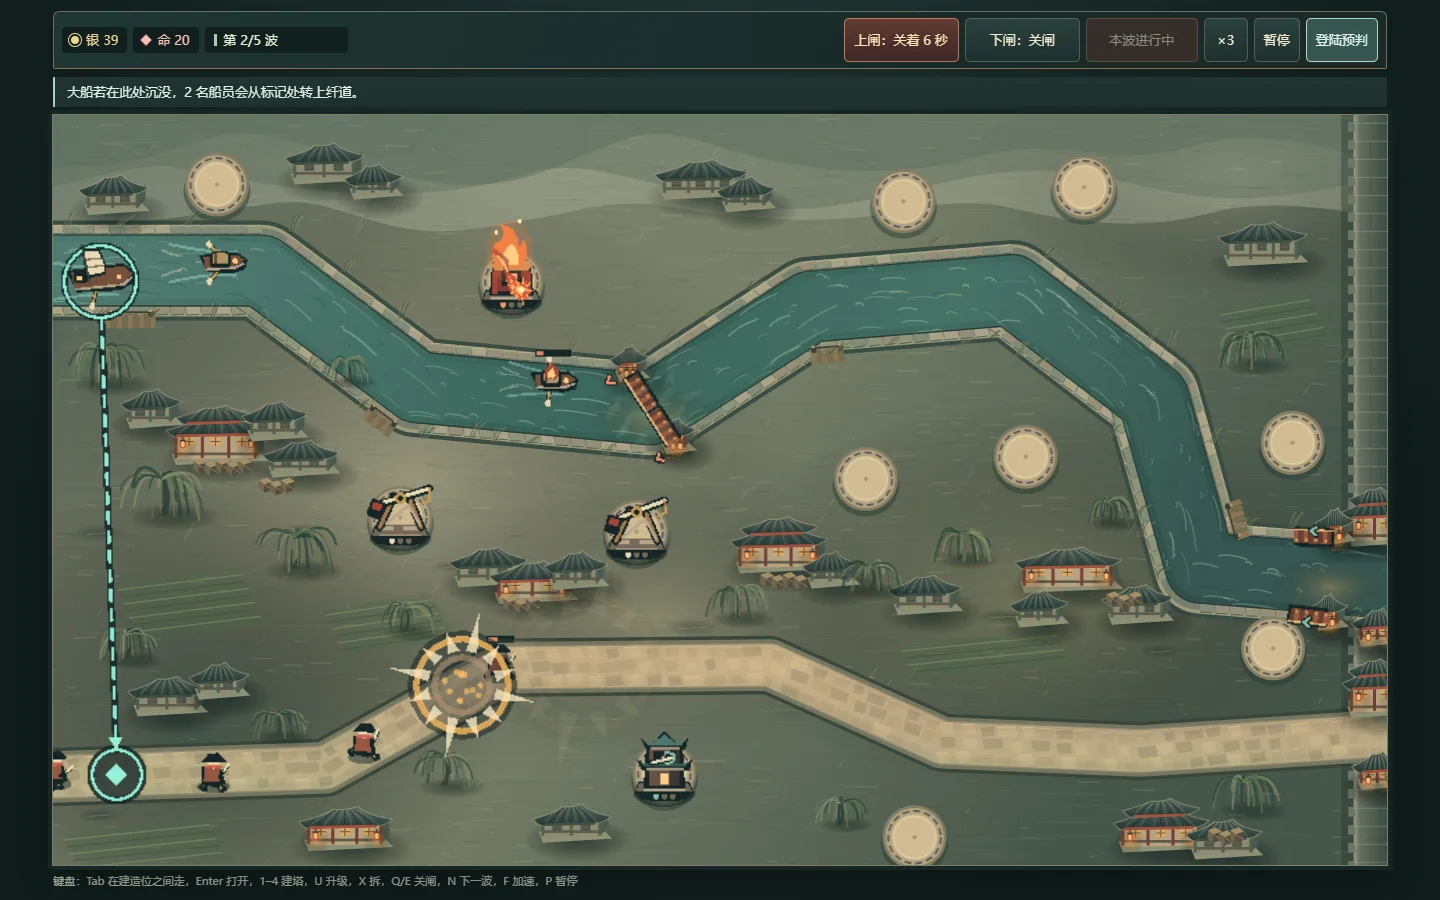 银 39
命 20
第 2/5 波
上闸：关着 6 秒
下闸：关闸
本波进行中
×3
暂停
登陆预判
大船若在此处沉没，2 名船员会从标记处转上纤道。
键盘：Tab 在建造位之间走，Enter 打开，1–4 建塔，U 升级，X 拆，Q/E 关闸，N 下一波，F 加速，P 暂停